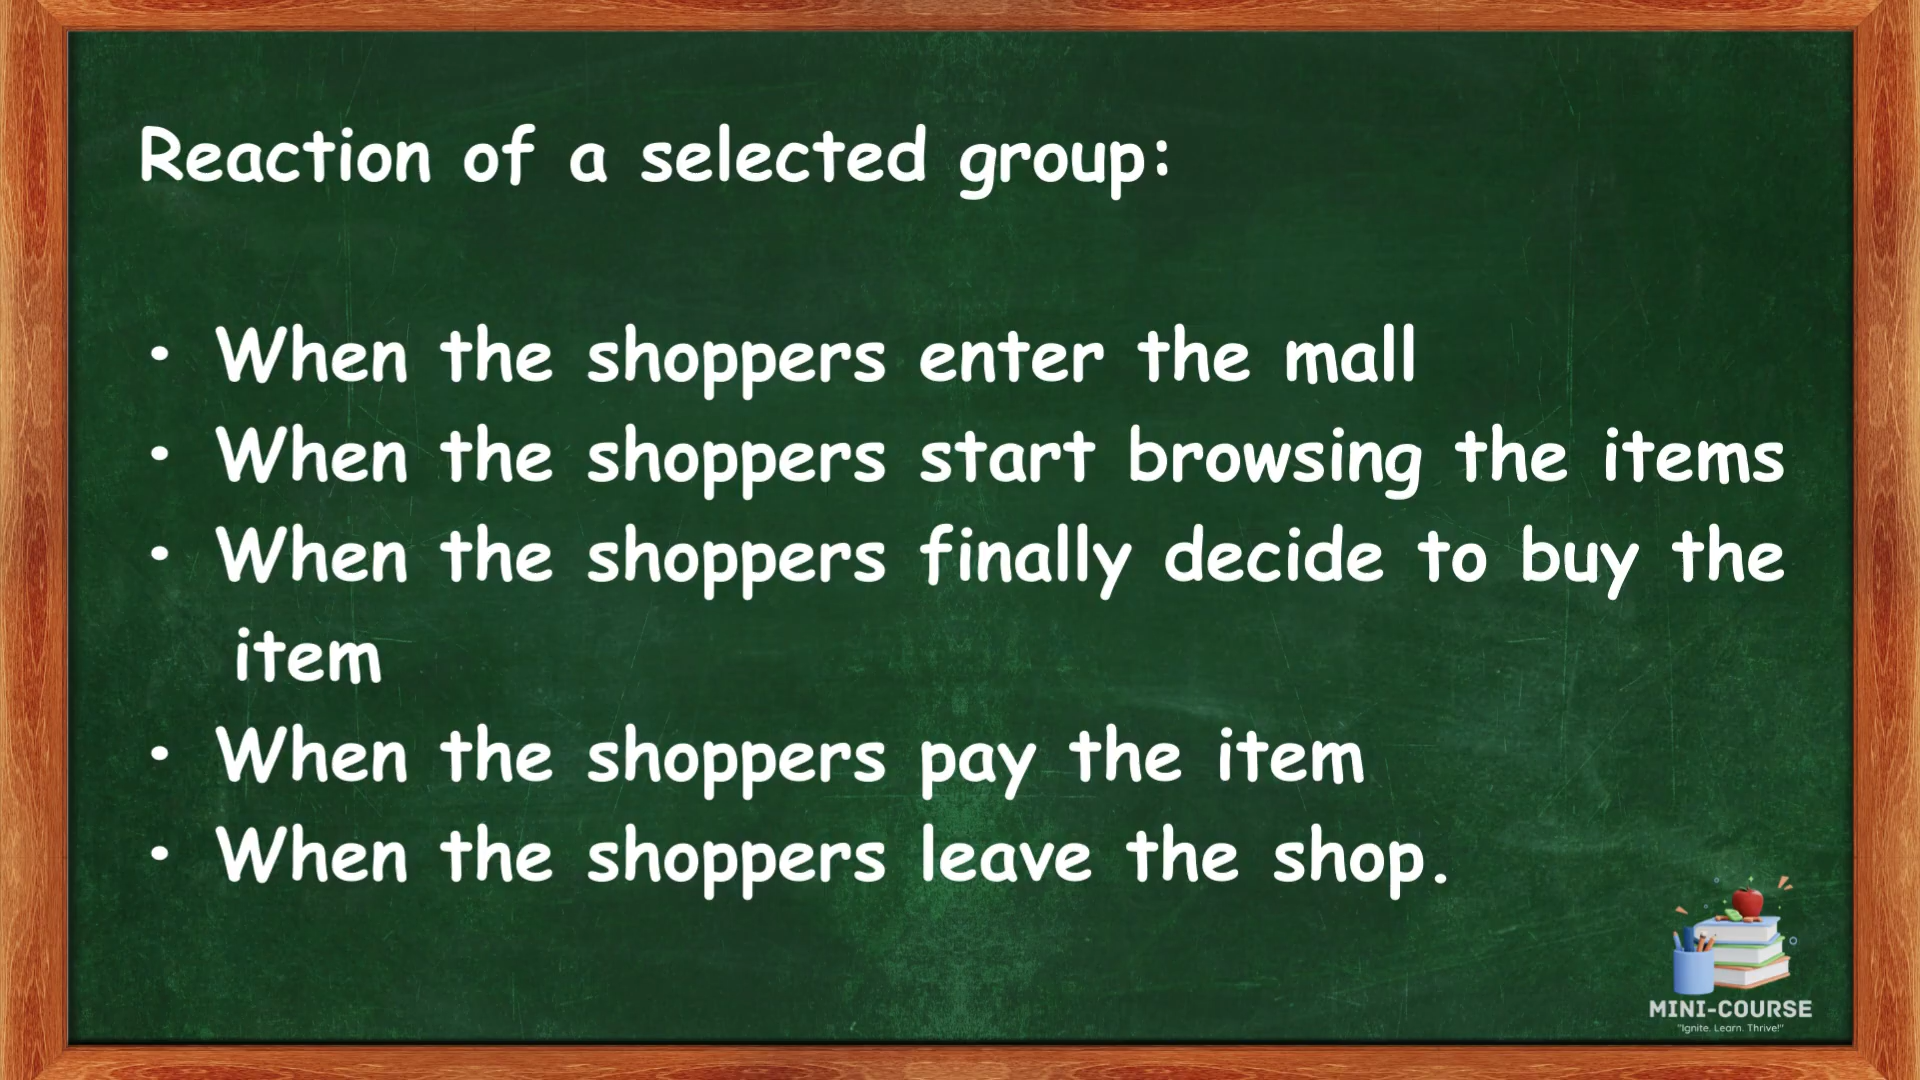 Reaction of a selected group:
• When the shoppers enter the mall
• When the shoppers start browsing the items
• When the shoppers finally decide to buy the
item
• When the shoppers pay the item
• When the shoppers leave the shop.
MINI-COURSE
"Ignite. Learn. Thrive!"